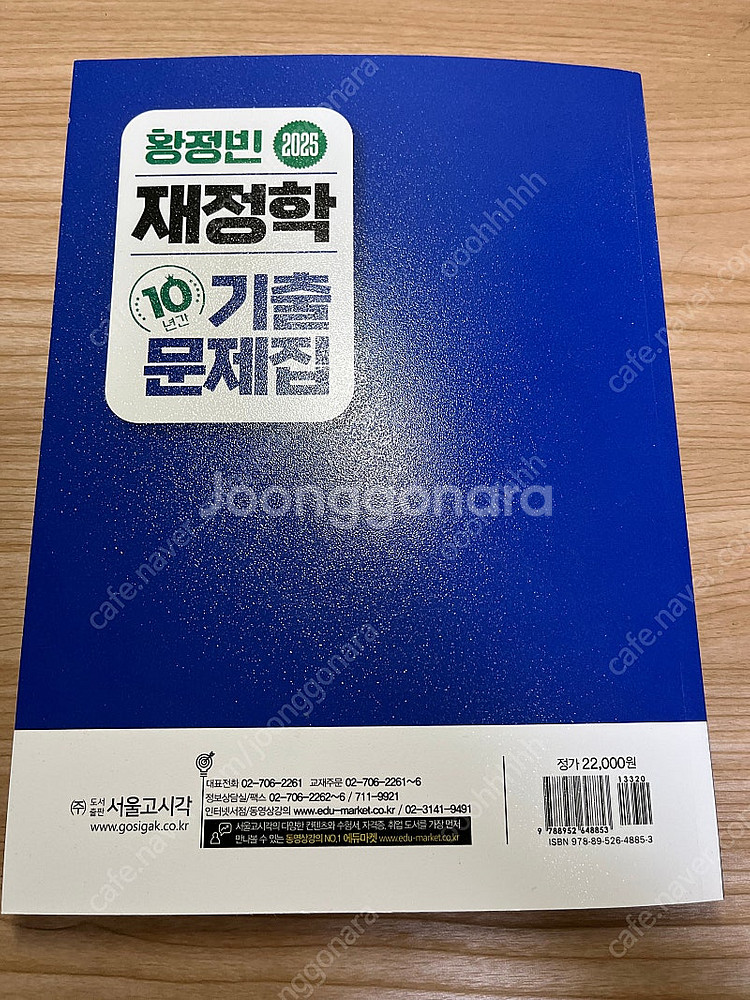 황정빈 2025
재정학
10
년간
기출
문제집
Joonggonara
대표전화 02-706-2261 교재주문 02-706-2261~6
정보상담실/팩스 02-706-2262~6 / 711-9921
인터넷서점/동영상강의 www.edu-market.co.kr / 02-3141-9491
서울고시각의 다양한 컨텐츠와 수험서, 자격증, 취업 도서를 가장 먼저
만나볼 수 있는 동영상강의 NO.1 에듀마켓 www.edu-market.co.kr
(주) 도서출판 서울고시각
www.gosigak.co.kr
정가 22,000원
13320
9 788952 648853
ISBN 978-89-526-4885-3
cafe.naver.com/joonggonara
ooohhhhh